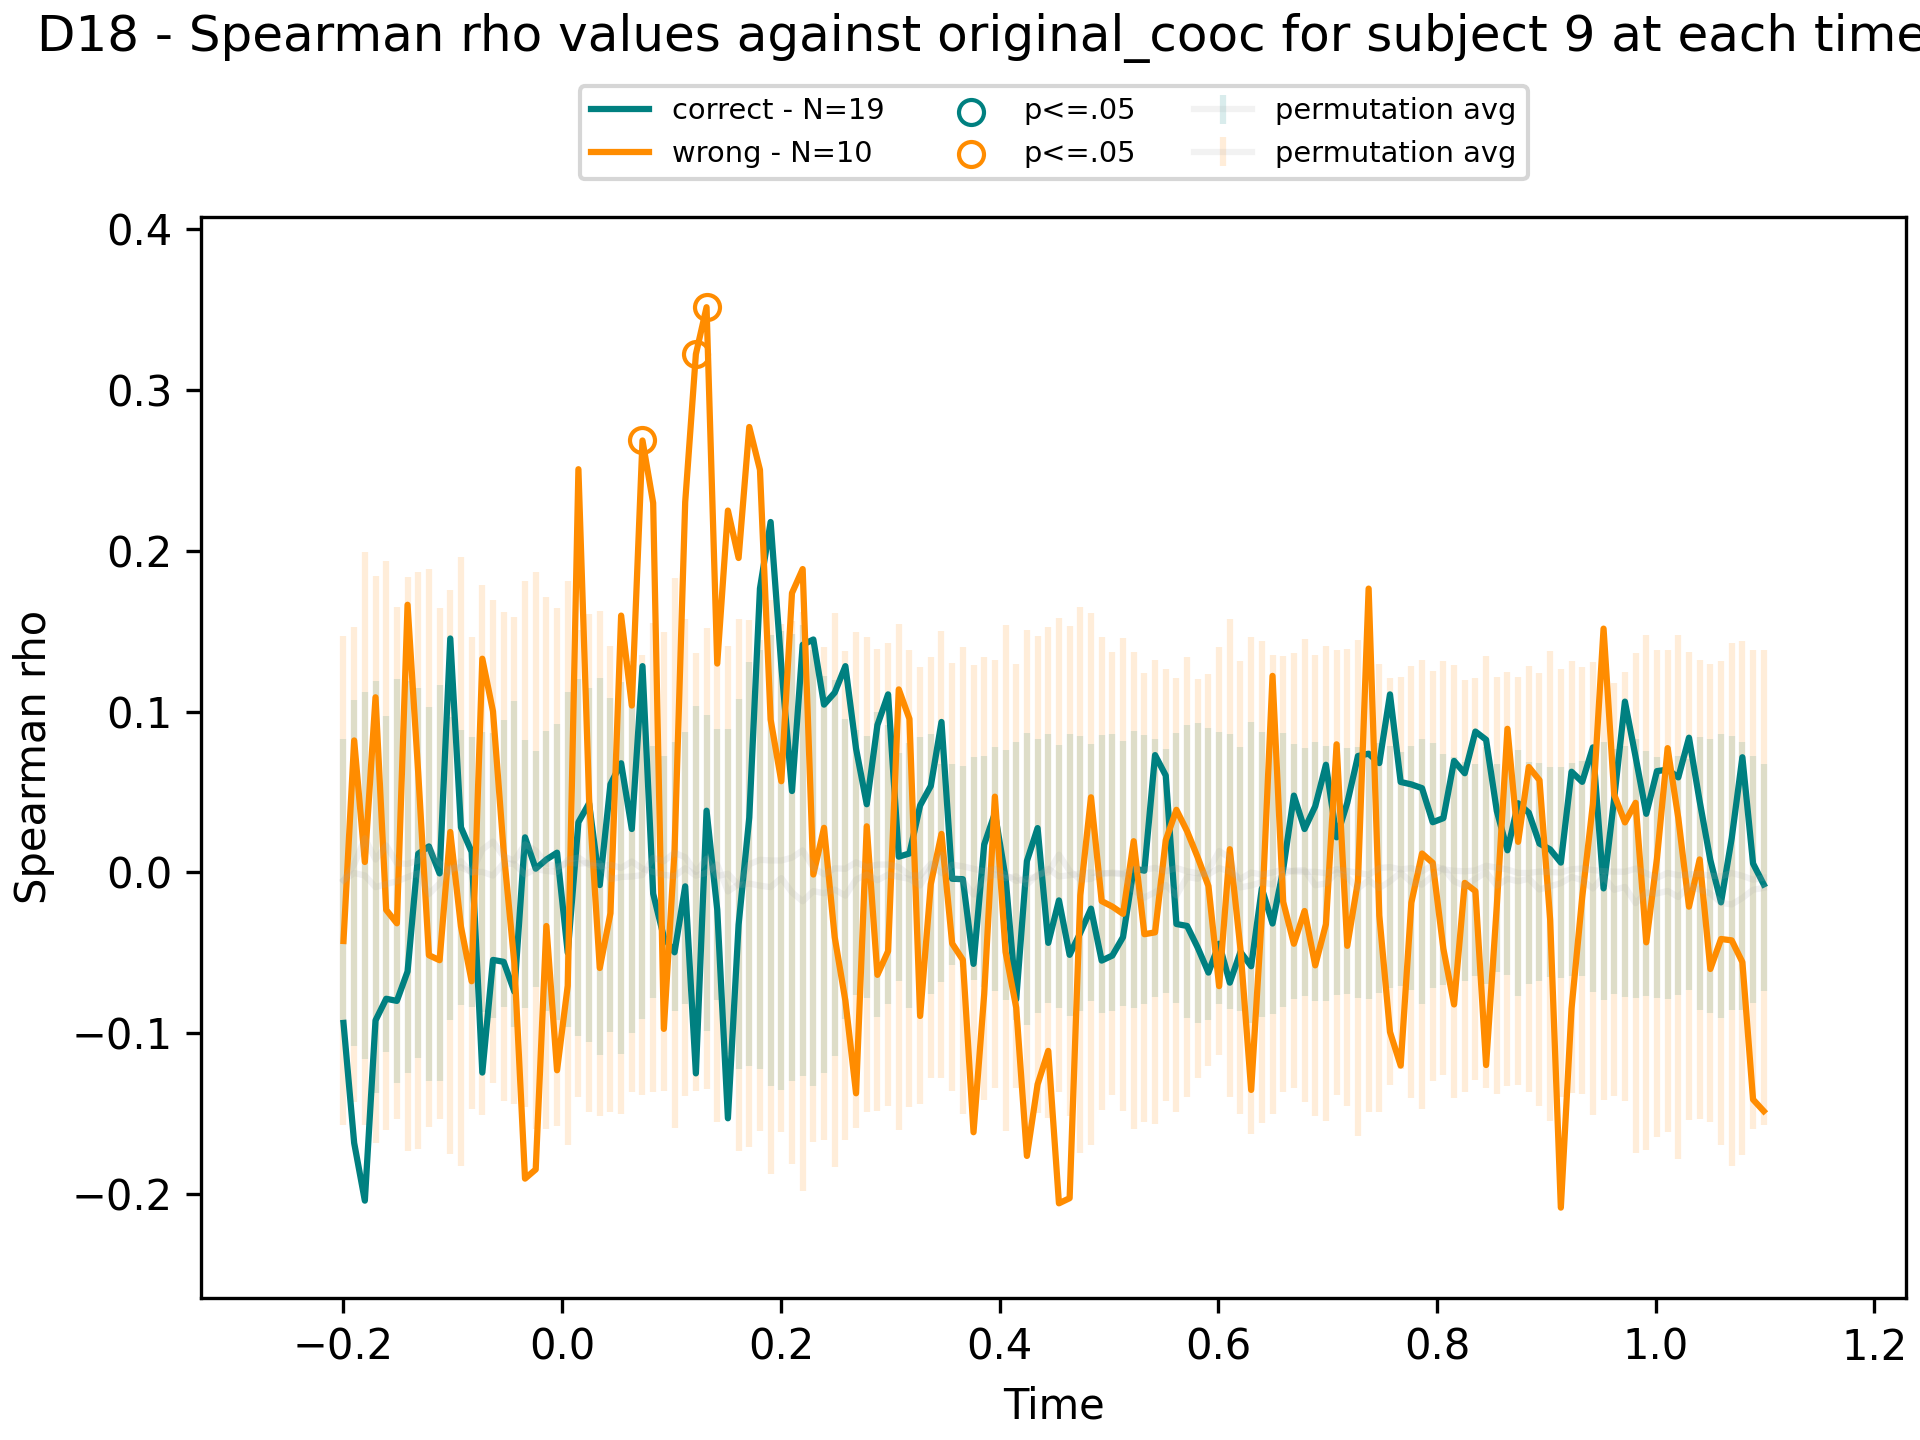 D18 - Spearman rho values against original_cooc for subject 9 at each time
correct - N=19 p<=.05 permutation avg
wrong - N=10 p<=.05 permutation avg
0.4
0.3
0.2
0.1
0.0
−0.1
−0.2
Spearman rho
−0.2 0.0 0.2 0.4 0.6 0.8 1.0 1.2
Time